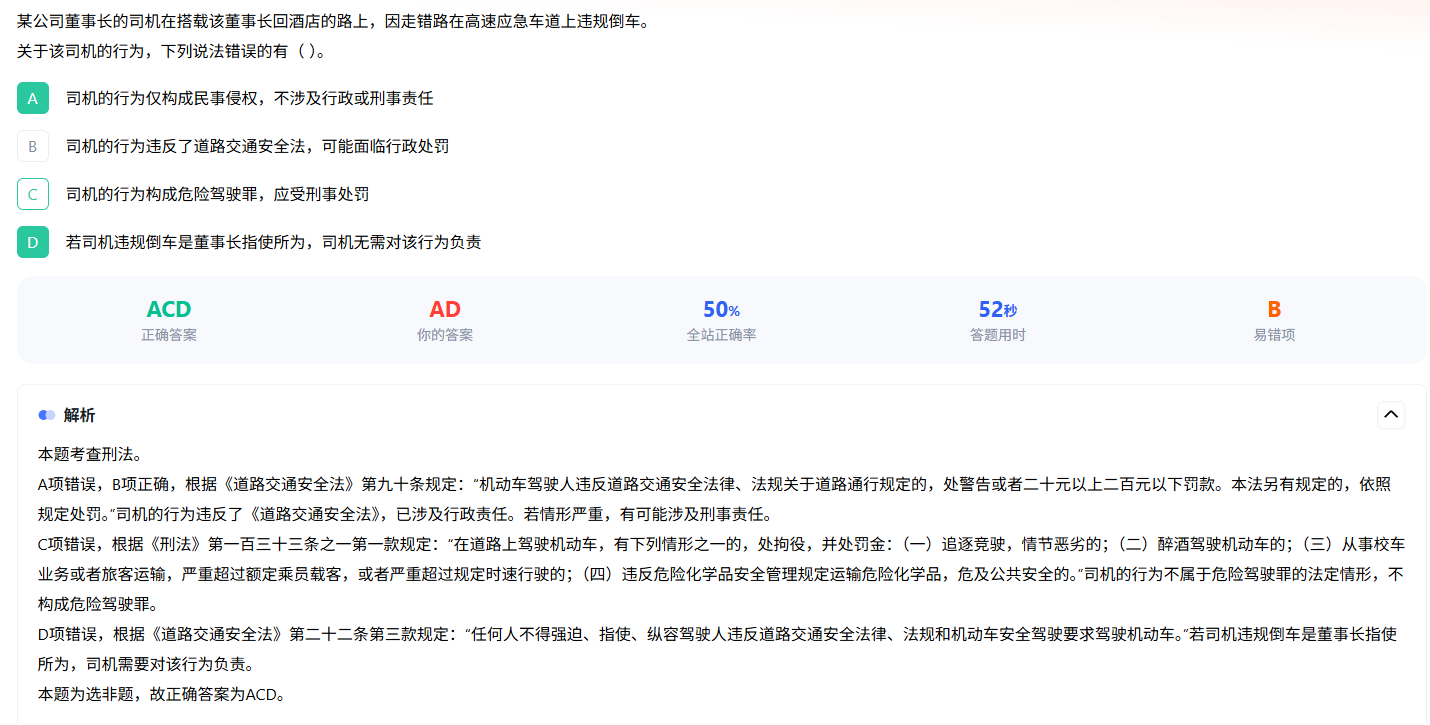 某公司董事长的司机在搭载该董事长回酒店的路上，因走错路在高速应急车道上违规倒车。
关于该司机的行为，下列说法错误的有（ ）。
A 司机的行为仅构成民事侵权，不涉及行政或刑事责任
B 司机的行为违反了道路交通安全法，可能面临行政处罚
C 司机的行为构成危险驾驶罪，应受刑事处罚
D 若司机违规倒车是董事长指使所为，司机无需对该行为负责
ACD AD 50% 52秒 B
正确答案 你的答案 全站正确率 答题用时 易错项
解析
本题考查刑法。
A项错误，B项正确，根据《道路交通安全法》第九十条规定：“机动车驾驶人违反道路交通安全法律、法规关于道路通行规定的，处警告或者二十元以上二百元以下罚款。本法另有规定的，依照
规定处罚。”司机的行为违反了《道路交通安全法》，已涉及行政责任。若情形严重，有可能涉及刑事责任。
C项错误，根据《刑法》第一百三十三条之一第一款规定：“在道路上驾驶机动车，有下列情形之一的，处拘役，并处罚金：（一）追逐竞驶，情节恶劣的；（二）醉酒驾驶机动车的；（三）从事校车
业务或者旅客运输，严重超过额定乘员载客，或者严重超过规定时速行驶的；（四）违反危险化学品安全管理规定运输危险化学品，危及公共安全的。”司机的行为不属于危险驾驶罪的法定情形，不
构成危险驾驶罪。
D项错误，根据《道路交通安全法》第二十二条第三款规定：“任何人不得强迫、指使、纵容驾驶人违反道路交通安全法律、法规和机动车安全驾驶要求驾驶机动车。”若司机违规倒车是董事长指使
所为，司机需要对该行为负责。
本题为选非题，故正确答案为ACD。